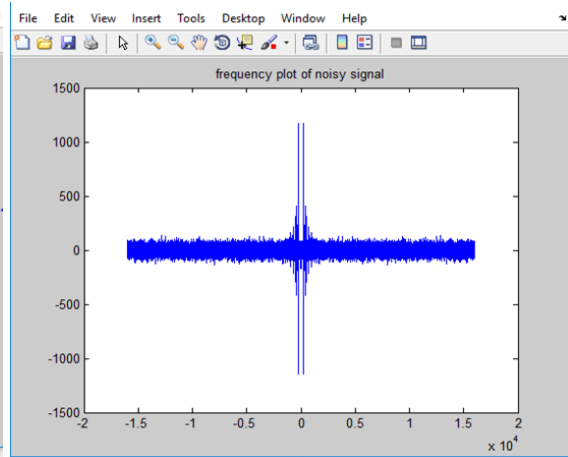 File Edit View Insert Tools Desktop Window Help
frequency plot of noisy signal
1500
1000
500
0
-500
-1000
-1500
-2 -1.5 -1 -0.5 0 0.5 1 1.5 2
x 10^4